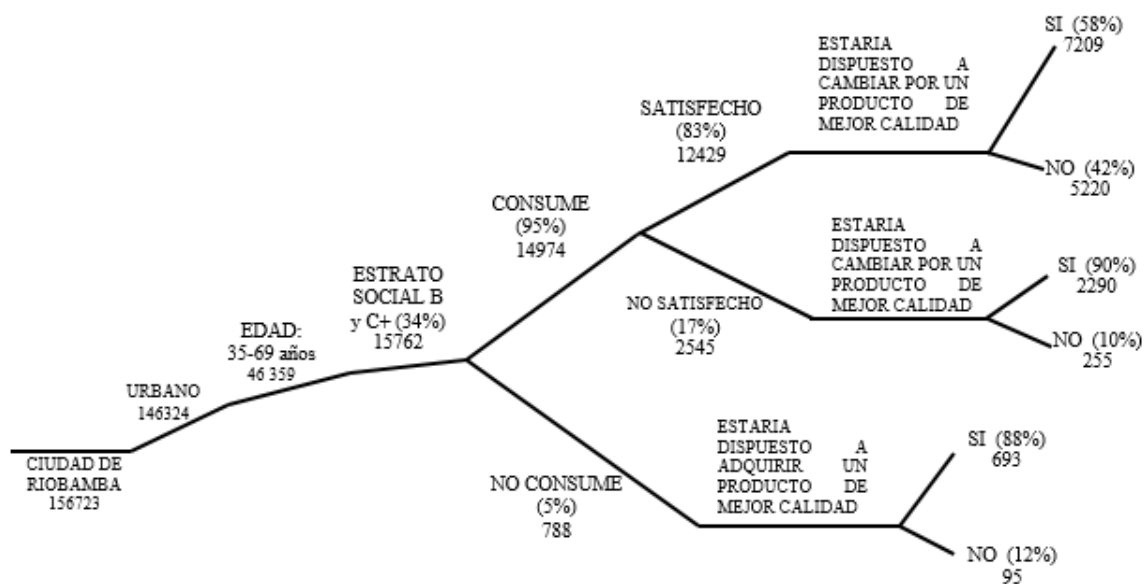 CIUDAD DE
RIOBAMBA
156723
URBANO
146324
EDAD:
35-69 años
46 359
ESTRATO
SOCIAL B
y C+ (34%)
15762
CONSUME
(95%)
14974
SATISFECHO
(83%)
12429
ESTARIA
DISPUESTO A
CAMBIAR POR UN
PRODUCTO DE
MEJOR CALIDAD
SI (58%)
7209
NO (42%)
5220
NO SATISFECHO
(17%)
2545
ESTARIA
DISPUESTO A
CAMBIAR POR UN
PRODUCTO DE
MEJOR CALIDAD
SI (90%)
2290
NO (10%)
255
NO CONSUME
(5%)
788
ESTARIA
DISPUESTO A
ADQUIRIR UN
PRODUCTO DE
MEJOR CALIDAD
SI (88%)
693
NO (12%)
95